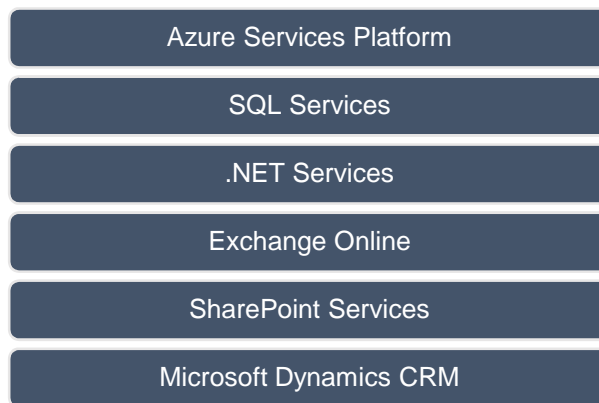 Azure Services Platform
SQL Services
.NET Services
Exchange Online
SharePoint Services
Microsoft Dynamics CRM